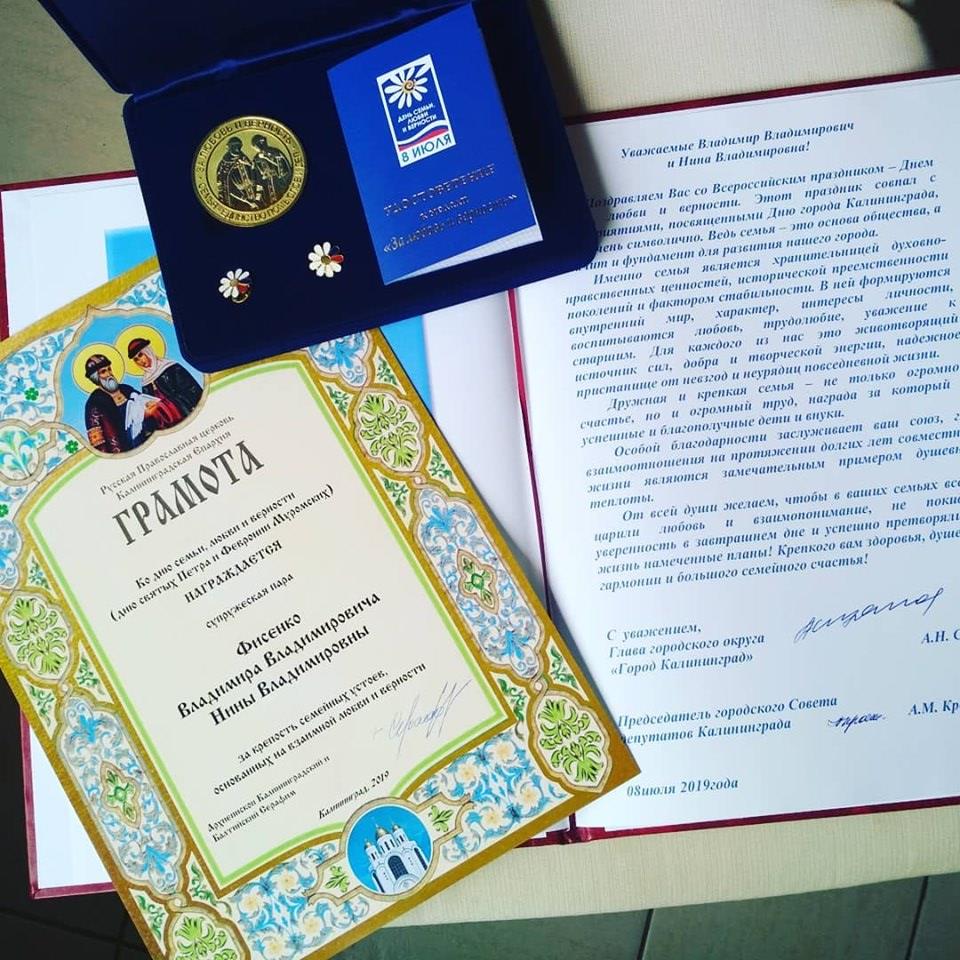 ЗА ЛЮБОВЬ И ВЕРНОСТЬ
ДЕНЬ СЕМЬИ,
ЛЮБВИ
И ВЕРНОСТИ
8 ИЮЛЯ
УДОСТОВЕРЕНИЕ
к медали
«За любовь и верность»
Русская Православная церковь
Калининградская Епархия
ГРАМОТА
Ко дню семьи, любви и верности
(дню святых Петра и Февронии Муромских)
НАГРАЖДАЕТСЯ
супружеская пара
Фисенко
Владимира Владимировича
Нины Владимировны
за крепость семейных устоев,
основанных на взаимной любви и верности
Архиепископ Калининградский и
Балтийский Серафим
Калининград, 2019
Уважаемые Владимир Владимирович
и Нина Владимировна!
Поздравляем Вас со Всероссийским праздником – Днем
любви и верности. Этот праздник совпал с
посвященными Дню города Калининграда,
символично. Ведь семья – это основа общества, а
и фундамент для развития нашего города.
Именно семья является хранительницей духовно-
нравственных ценностей, исторической преемственности
поколений и фактором стабильности. В ней формируются
внутренний мир, характер, интересы личности,
воспитываются любовь, трудолюбие, уважение к
старшим. Для каждого из нас это животворящий
источник сил, добра и творческой энергии, надежное
пристанище от невзгод и неурядиц повседневной жизни.
Дружная и крепкая семья – не только огромно
счастье, но и огромный труд, награда за который
успешные и благополучные дети и внуки.
Особой благодарности заслуживает ваш союз, г
взаимоотношения на протяжении долгих лет совместн
жизни являются замечательным примером душев
теплоты.
От всей души желаем, чтобы в ваших семьях все
царили любовь и взаимопонимание, не поки
уверенность в завтрашнем дне и успешно претворял
жизнь намеченные планы! Крепкого вам здоровья, душе
гармонии и большого семейного счастья!
С уважением,
Глава городского округа
«Город Калининград»
А.Н. С
Председатель городского Совета
депутатов Калининграда
А.М. Кр
08июля 2019года